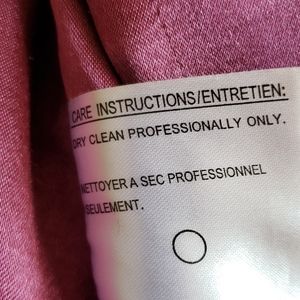 CARE INSTRUCTIONS/ENTRETIEN:
DRY CLEAN PROFESSIONALLY ONLY.
NETTOYER A SEC PROFESSIONNEL
SEULEMENT.